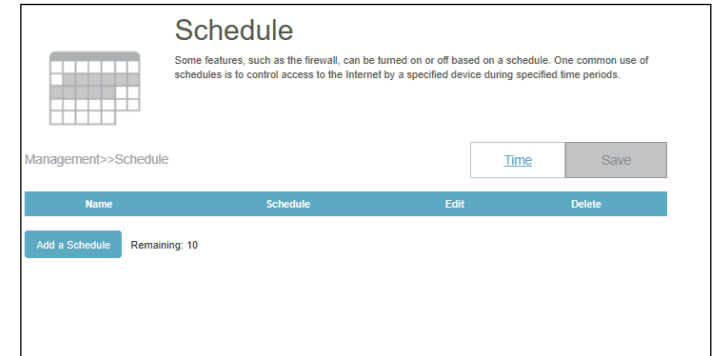 Schedule
Some features, such as the firewall, can be turned on or off based on a schedule. One common use of
schedules is to control access to the Internet by a specified device during specified time periods.
Management>>Schedule
Time
Save
Name Schedule Edit Delete
Add a Schedule Remaining: 10